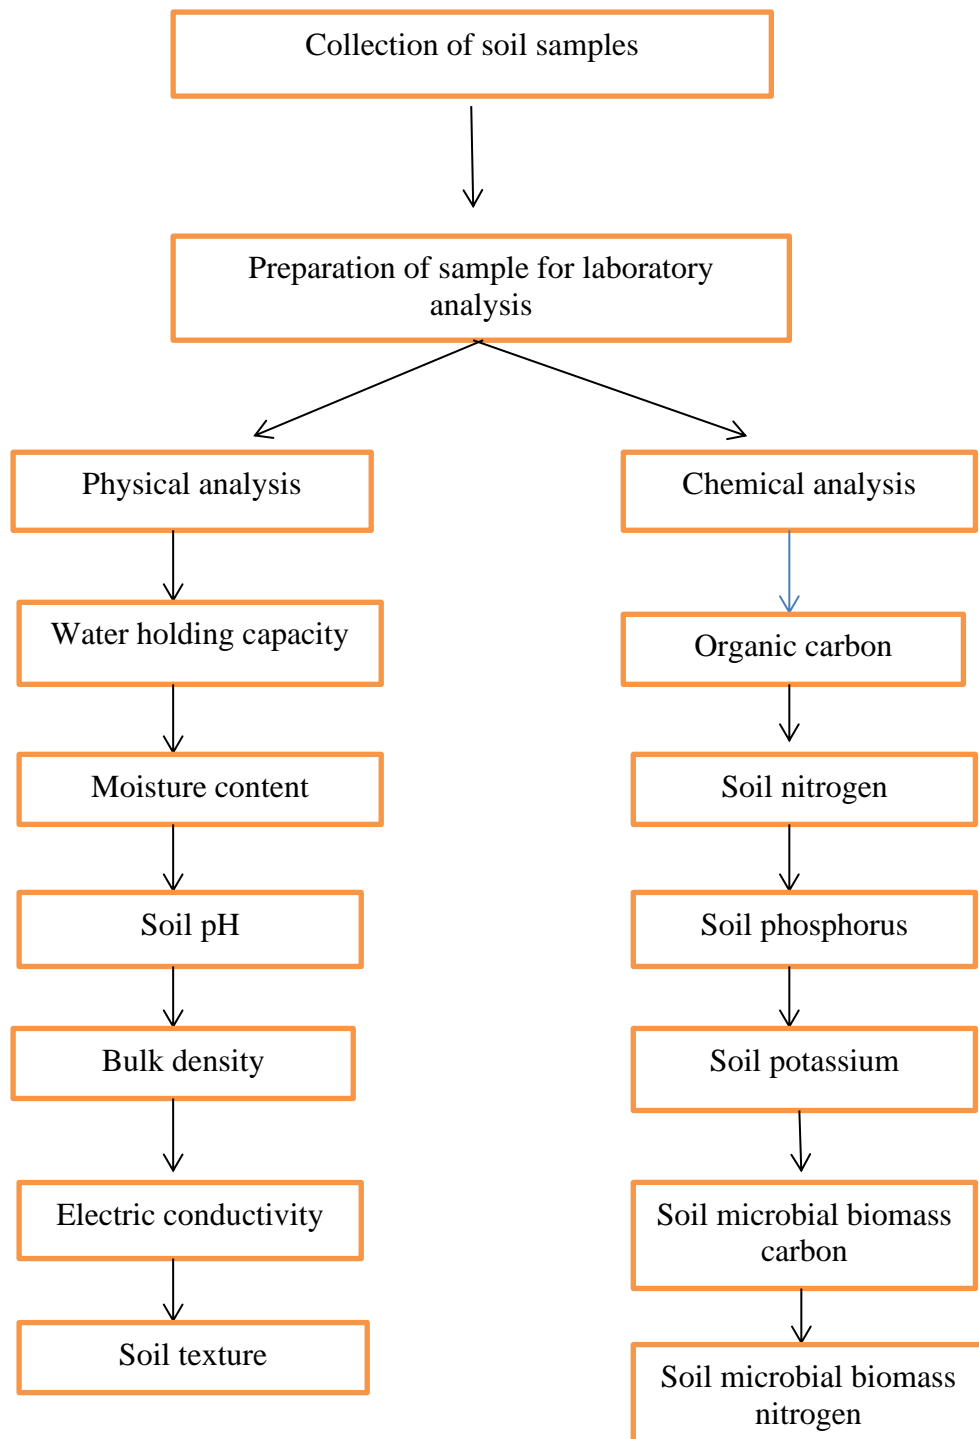 Collection of soil samples
Preparation of sample for laboratory
analysis
Physical analysis
Water holding capacity
Moisture content
Soil pH
Bulk density
Electric conductivity
Soil texture
Chemical analysis
Organic carbon
Soil nitrogen
Soil phosphorus
Soil potassium
Soil microbial biomass
carbon
Soil microbial biomass
nitrogen